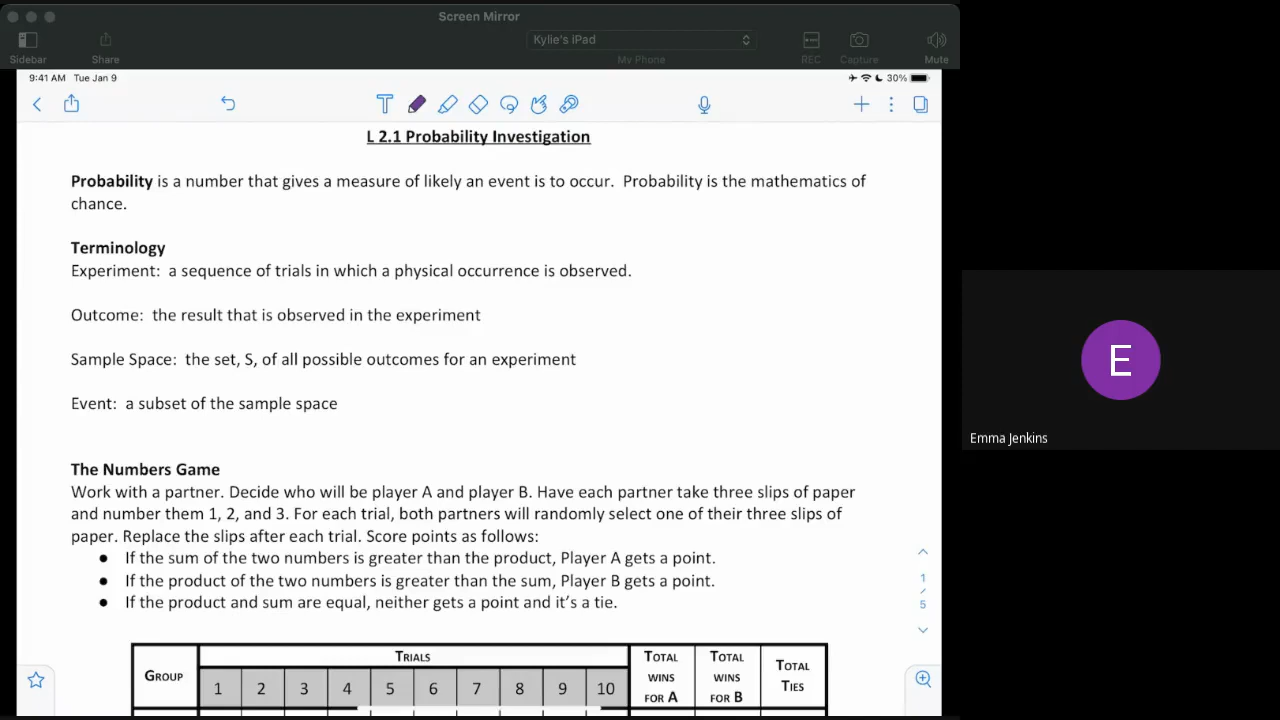 Screen Mirror
Kylie's iPad
Sidebar
Share
My Phone
REC
Capture
Mute
9:41 AM Tue Jan 9
30%
L 2.1 Probability Investigation
Probability is a number that gives a measure of likely an event is to occur. Probability is the mathematics of
chance.
Terminology
Experiment: a sequence of trials in which a physical occurrence is observed.
Outcome: the result that is observed in the experiment
Sample Space: the set, S, of all possible outcomes for an experiment
Event: a subset of the sample space
The Numbers Game
Work with a partner. Decide who will be player A and player B. Have each partner take three slips of paper
and number them 1, 2, and 3. For each trial, both partners will randomly select one of their three slips of
paper. Replace the slips after each trial. Score points as follows:
● If the sum of the two numbers is greater than the product, Player A gets a point.
● If the product of the two numbers is greater than the sum, Player B gets a point.
● If the product and sum are equal, neither gets a point and it's a tie.
GROUP
TRIALS
1 2 3 4 5 6 7 8 9 10
TOTAL
WINS
FOR A
TOTAL
WINS
FOR B
TOTAL
TIES
1
/
5
E
Emma Jenkins